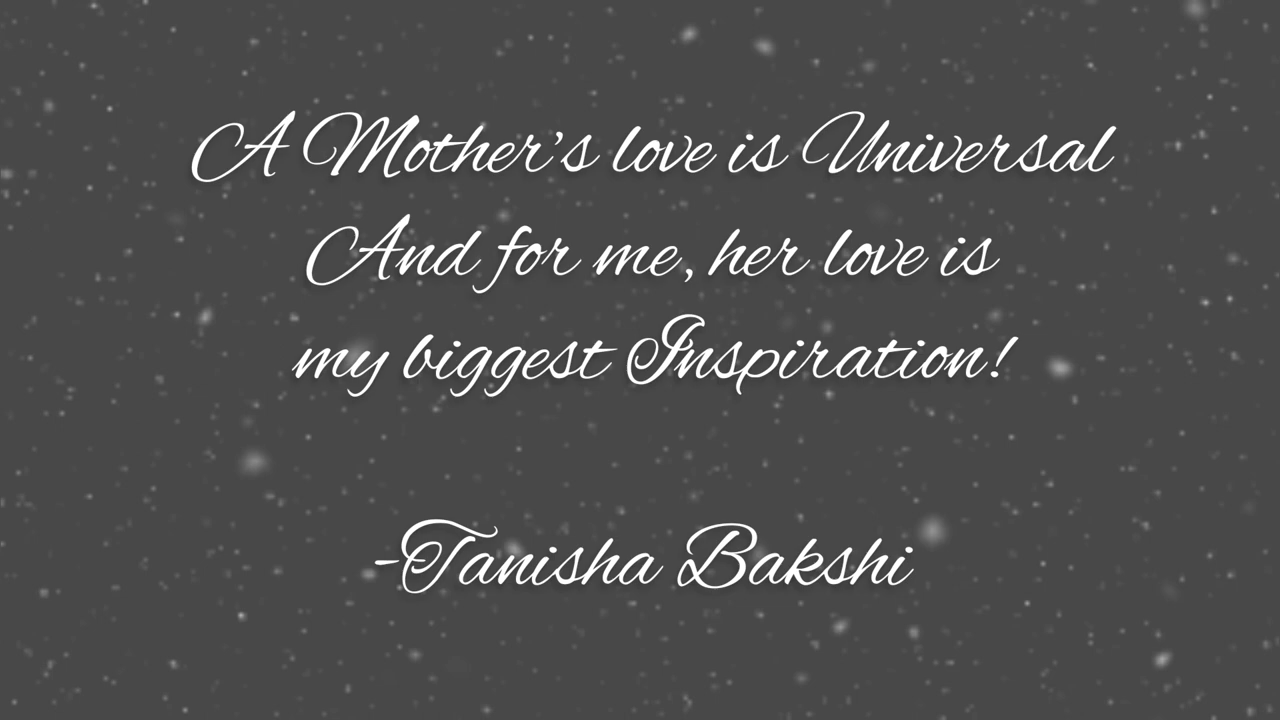 A Mother's love is Universal
And for me, her love is
my biggest Inspiration!
-Tanisha Bakshi